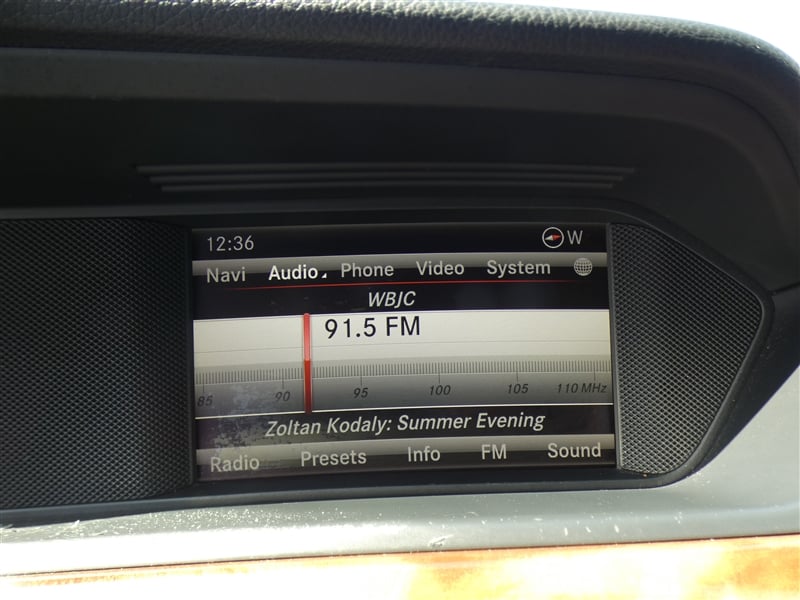 12:36 W
Navi Audio Phone Video System
WBJC
91.5 FM
85 90 95 100 105 110 MHz
Zoltan Kodaly: Summer Evening
Radio Presets Info FM Sound